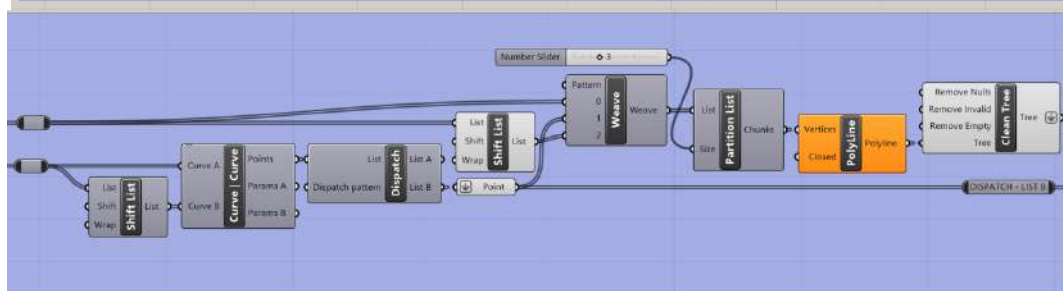 Number Slider
3
Pattern
0
1
2
Weave
Weave
List
Size
Partition List
Chunks
Vertices
Closed
PolyLine
Polyline
Remove Nulls
Remove Invalid
Remove Empty
Tree
Clean Tree
Tree
List
Shift
Wrap
Shift List
List
Curve A
Curve B
Curve | Curve
Points
Params A
Params B
List
Dispatch pattern
Dispatch
List A
List B
Point
DISPATCH - LIST B
List
Shift
Wrap
Shift List
List